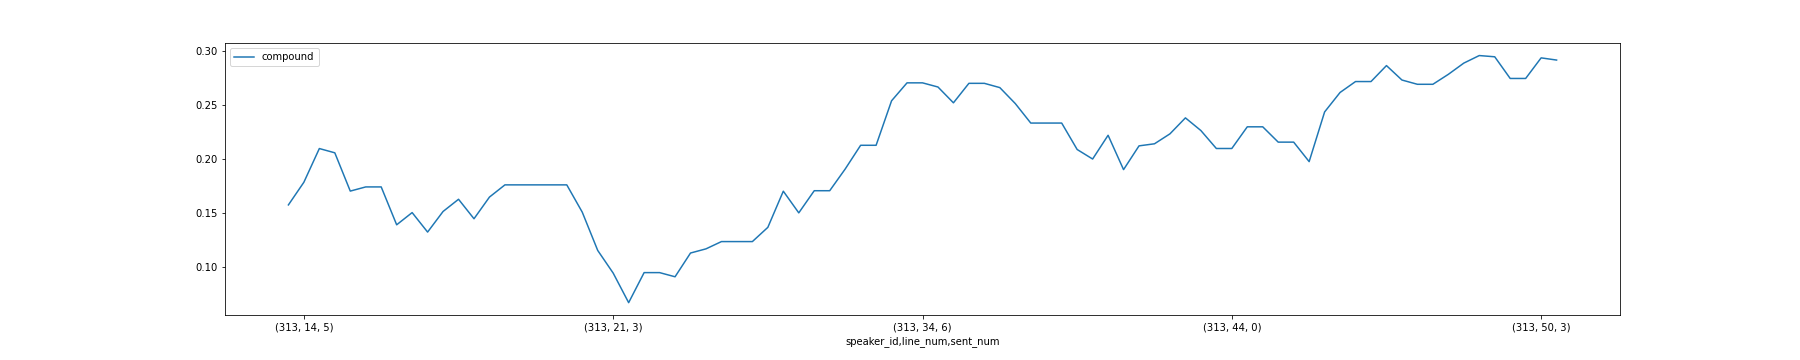 compound
0.30
0.25
0.20
0.15
0.10
(313, 14, 5) (313, 21, 3) (313, 34, 6) (313, 44, 0) (313, 50, 3)
speaker_id,line_num,sent_num